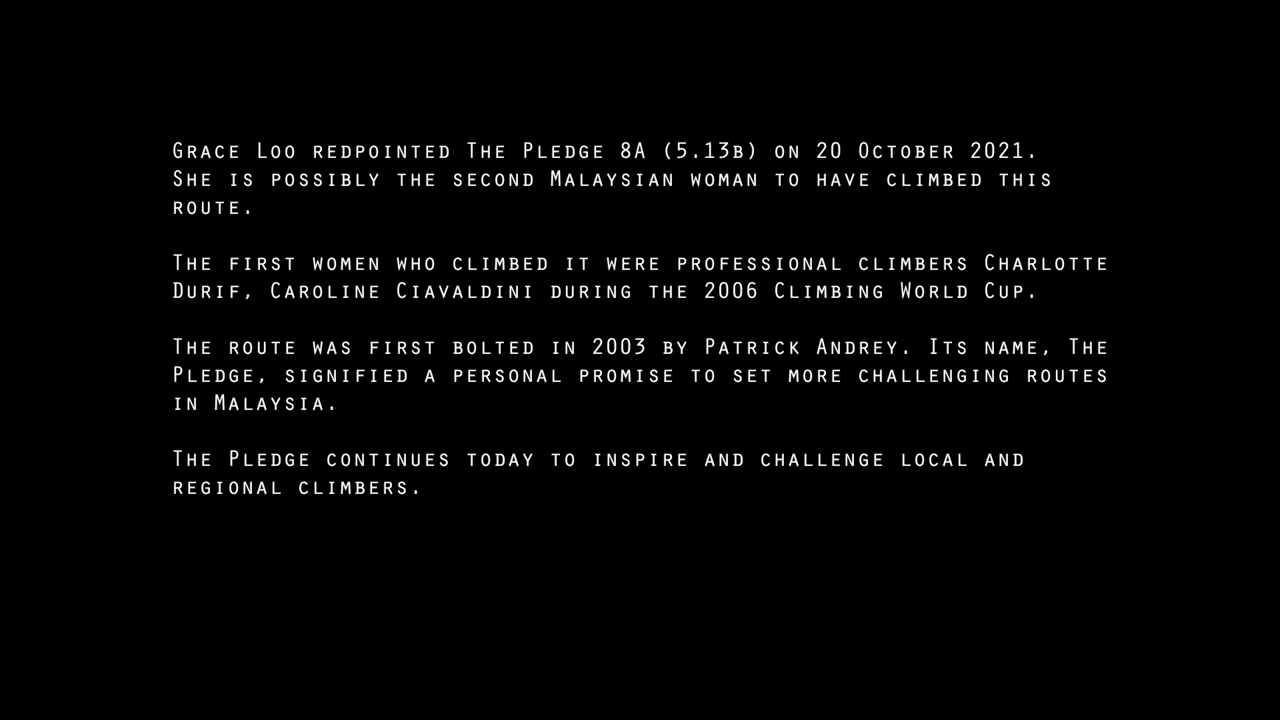 Grace Loo redpointed The Pledge 8A (5.13b) on 20 October 2021.
She is possibly the second Malaysian woman to have climbed this
route.
The first women who climbed it were professional climbers Charlotte
Durif, Caroline Ciavaldini during the 2006 Climbing World Cup.
The route was first bolted in 2003 by Patrick Andrey. Its name, The
Pledge, signified a personal promise to set more challenging routes
in Malaysia.
The Pledge continues today to inspire and challenge local and
regional climbers.